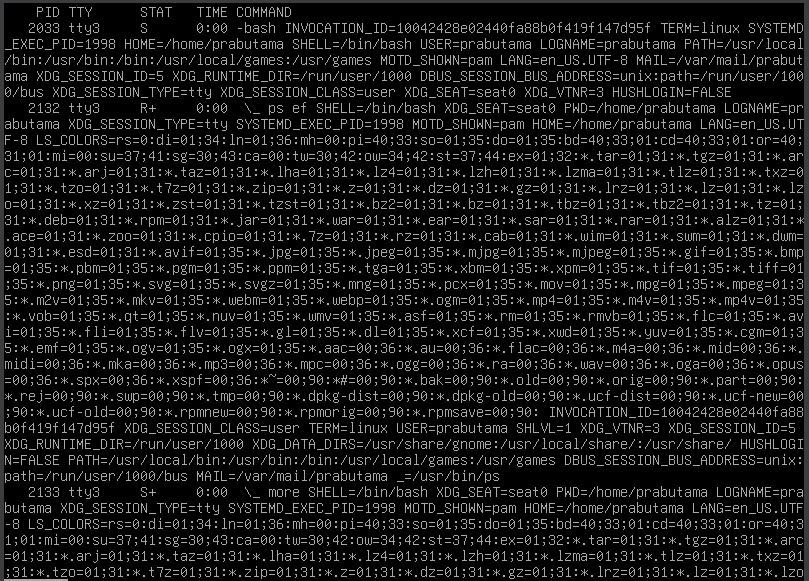 PID TTY      STAT   TIME COMMAND
   2033 tty3     S      0:00 -bash INVOCATION_ID=10042428e02440fa88b0f419f147d95f TERM=linux SYSTEMD
_EXEC_PID=1998 HOME=/home/prabutama SHELL=/bin/bash USER=prabutama LOGNAME=prabutama PATH=/usr/local
/bin:/usr/bin:/bin:/usr/local/games:/usr/games MOTD_SHOWN=pam LANG=en_US.UTF-8 MAIL=/var/mail/prabut
ama XDG_SESSION_ID=5 XDG_RUNTIME_DIR=/run/user/1000 DBUS_SESSION_BUS_ADDRESS=unix:path=/run/user/100
0/bus XDG_SESSION_TYPE=tty XDG_SESSION_CLASS=user XDG_SEAT=seat0 XDG_VTNR=3 HUSHLOGIN=FALSE
   2132 tty3     R+     0:00  \_ ps ef SHELL=/bin/bash XDG_SEAT=seat0 PWD=/home/prabutama LOGNAME=pr
abutama XDG_SESSION_TYPE=tty SYSTEMD_EXEC_PID=1998 MOTD_SHOWN=pam HOME=/home/prabutama LANG=en_US.UT
F-8 LS_COLORS=rs=0:di=01;34:ln=01;36:mh=00:pi=40;33:so=01;35:do=01;35:bd=40;33;01:cd=40;33;01:or=40;
31;01:mi=00:su=37;41:sg=30;43:ca=00:tw=30;42:ow=34;42:st=37;44:ex=01;32:*.tar=01;31:*.tgz=01;31:*.ar
c=01;31:*.arj=01;31:*.taz=01;31:*.lha=01;31:*.lz4=01;31:*.lzh=01;31:*.lzma=01;31:*.tlz=01;31:*.txz=0
1;31:*.tzo=01;31:*.t7z=01;31:*.zip=01;31:*.z=01;31:*.dz=01;31:*.gz=01;31:*.lrz=01;31:*.lz=01;31:*.lz
o=01;31:*.xz=01;31:*.zst=01;31:*.tzst=01;31:*.bz2=01;31:*.bz=01;31:*.tbz=01;31:*.tbz2=01;31:*.tz=01;
31:*.deb=01;31:*.rpm=01;31:*.jar=01;31:*.war=01;31:*.ear=01;31:*.sar=01;31:*.rar=01;31:*.alz=01;31:*
.ace=01;31:*.zoo=01;31:*.cpio=01;31:*.7z=01;31:*.rz=01;31:*.cab=01;31:*.wim=01;31:*.swm=01;31:*.dwm=
01;31:*.esd=01;31:*.avif=01;35:*.jpg=01;35:*.jpeg=01;35:*.mjpg=01;35:*.mjpeg=01;35:*.gif=01;35:*.bmp
=01;35:*.pbm=01;35:*.pgm=01;35:*.ppm=01;35:*.tga=01;35:*.xbm=01;35:*.xpm=01;35:*.tif=01;35:*.tiff=01
;35:*.png=01;35:*.svg=01;35:*.svgz=01;35:*.mng=01;35:*.pcx=01;35:*.mov=01;35:*.mpg=01;35:*.mpeg=01;3
5:*.m2v=01;35:*.mkv=01;35:*.webm=01;35:*.webp=01;35:*.ogm=01;35:*.mp4=01;35:*.m4v=01;35:*.mp4v=01;35
:*.vob=01;35:*.qt=01;35:*.nuv=01;35:*.wmv=01;35:*.asf=01;35:*.rm=01;35:*.rmvb=01;35:*.flc=01;35:*.av
i=01;35:*.fli=01;35:*.flv=01;35:*.gl=01;35:*.dl=01;35:*.xcf=01;35:*.xwd=01;35:*.yuv=01;35:*.cgm=01;3
5:*.emf=01;35:*.ogv=01;35:*.ogx=01;35:*.aac=00;36:*.au=00;36:*.flac=00;36:*.m4a=00;36:*.mid=00;36:*.
midi=00;36:*.mka=00;36:*.mp3=00;36:*.mpc=00;36:*.ogg=00;36:*.ra=00;36:*.wav=00;36:*.oga=00;36:*.opus
=00;36:*.spx=00;36:*.xspf=00;36:*~=00;90:*#=00;90:*.bak=00;90:*.old=00;90:*.orig=00;90:*.part=00;90:
*.rej=00;90:*.swp=00;90:*.tmp=00;90:*.dpkg-dist=00;90:*.dpkg-old=00;90:*.ucf-dist=00;90:*.ucf-new=00
;90:*.ucf-old=00;90:*.rpmnew=00;90:*.rpmorig=00;90:*.rpmsave=00;90: INVOCATION_ID=10042428e02440fa88
b0f419f147d95f XDG_SESSION_CLASS=user TERM=linux USER=prabutama SHLVL=1 XDG_VTNR=3 XDG_SESSION_ID=5
XDG_RUNTIME_DIR=/run/user/1000 XDG_DATA_DIRS=/usr/share/gnome:/usr/local/share/:/usr/share/ HUSHLOGI
N=FALSE PATH=/usr/local/bin:/usr/bin:/bin:/usr/local/games:/usr/games DBUS_SESSION_BUS_ADDRESS=unix:
path=/run/user/1000/bus MAIL=/var/mail/prabutama _=/usr/bin/ps
   2133 tty3     S+     0:00  \_ more SHELL=/bin/bash XDG_SEAT=seat0 PWD=/home/prabutama LOGNAME=pra
butama XDG_SESSION_TYPE=tty SYSTEMD_EXEC_PID=1998 MOTD_SHOWN=pam HOME=/home/prabutama LANG=en_US.UTF
-8 LS_COLORS=rs=0:di=01;34:ln=01;36:mh=00:pi=40;33:so=01;35:do=01;35:bd=40;33;01:cd=40;33;01:or=40;3
1;01:mi=00:su=37;41:sg=30;43:ca=00:tw=30;42:ow=34;42:st=37;44:ex=01;32:*.tar=01;31:*.tgz=01;31:*.arc
=01;31:*.arj=01;31:*.taz=01;31:*.lha=01;31:*.lz4=01;31:*.lzh=01;31:*.lzma=01;31:*.tlz=01;31:*.txz=01
;31:*.tzo=01;31:*.t7z=01;31:*.zip=01;31:*.z=01;31:*.dz=01;31:*.gz=01;31:*.lrz=01;31:*.lz=01;31:*.lzo